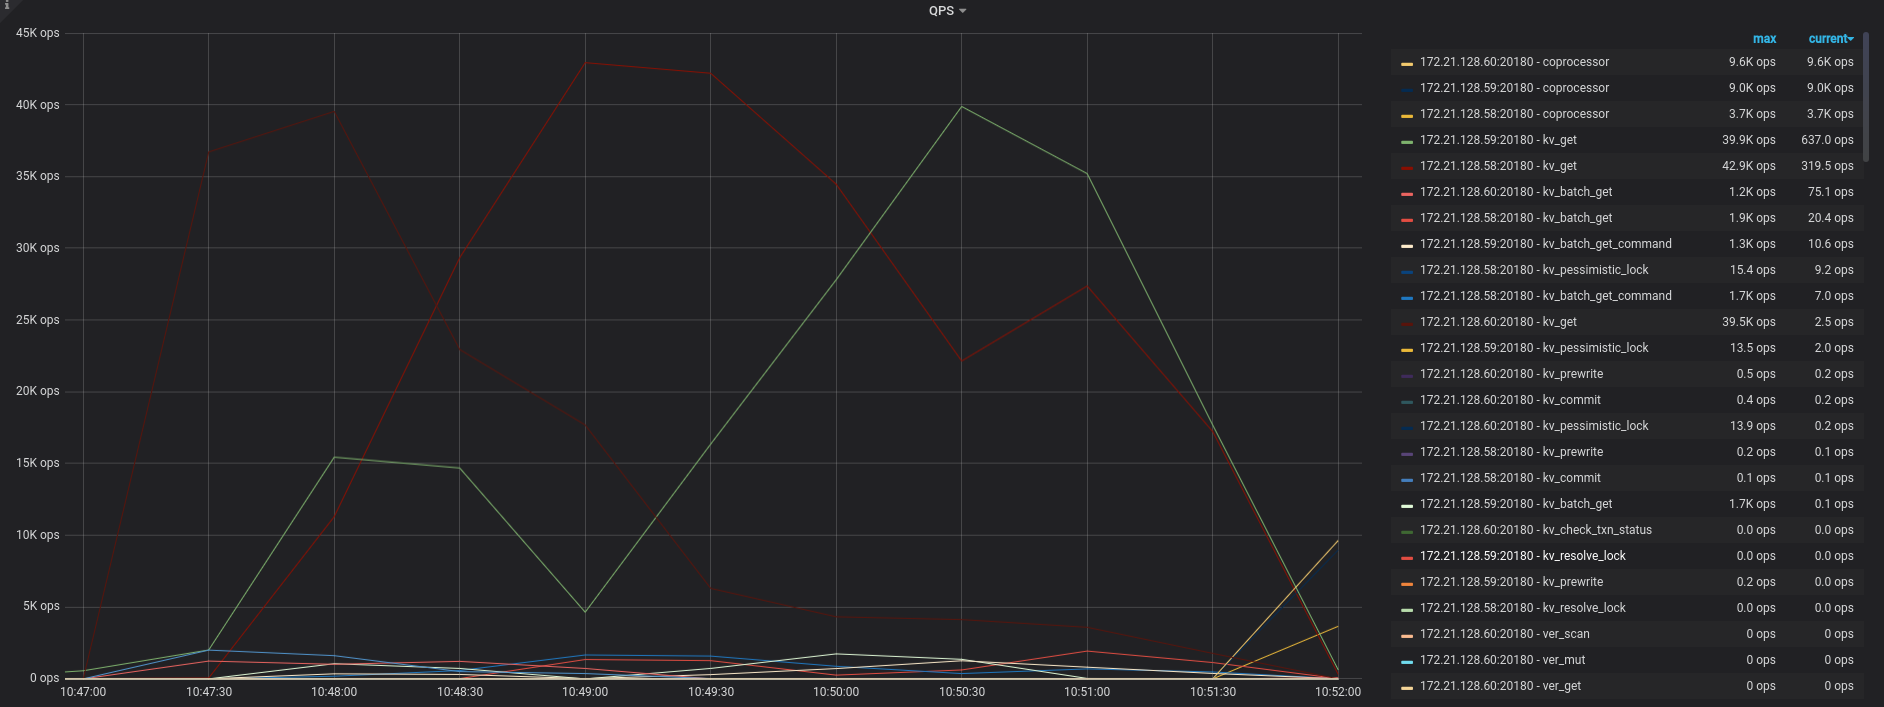 i
QPS
45K ops
40K ops
35K ops
30K ops
25K ops
20K ops
15K ops
10K ops
5K ops
0 ops
10:47:00 10:47:30 10:48:00 10:48:30 10:49:00 10:49:30 10:50:00 10:50:30 10:51:00 10:51:30 10:52:00
max current
172.21.128.60:20180 - coprocessor 9.6K ops 9.6K ops
172.21.128.59:20180 - coprocessor 9.0K ops 9.0K ops
172.21.128.58:20180 - coprocessor 3.7K ops 3.7K ops
172.21.128.59:20180 - kv_get 39.9K ops 637.0 ops
172.21.128.58:20180 - kv_get 42.9K ops 319.5 ops
172.21.128.60:20180 - kv_batch_get 1.2K ops 75.1 ops
172.21.128.58:20180 - kv_batch_get 1.9K ops 20.4 ops
172.21.128.59:20180 - kv_batch_get_command 1.3K ops 10.6 ops
172.21.128.58:20180 - kv_pessimistic_lock 15.4 ops 9.2 ops
172.21.128.58:20180 - kv_batch_get_command 1.7K ops 7.0 ops
172.21.128.60:20180 - kv_get 39.5K ops 2.5 ops
172.21.128.59:20180 - kv_pessimistic_lock 13.5 ops 2.0 ops
172.21.128.60:20180 - kv_prewrite 0.5 ops 0.2 ops
172.21.128.60:20180 - kv_commit 0.4 ops 0.2 ops
172.21.128.60:20180 - kv_pessimistic_lock 13.9 ops 0.2 ops
172.21.128.58:20180 - kv_prewrite 0.2 ops 0.1 ops
172.21.128.58:20180 - kv_commit 0.1 ops 0.1 ops
172.21.128.59:20180 - kv_batch_get 1.7K ops 0.1 ops
172.21.128.60:20180 - kv_check_txn_status 0.0 ops 0.0 ops
172.21.128.59:20180 - kv_resolve_lock 0.0 ops 0.0 ops
172.21.128.59:20180 - kv_prewrite 0.2 ops 0.0 ops
172.21.128.58:20180 - kv_resolve_lock 0.0 ops 0.0 ops
172.21.128.60:20180 - ver_scan 0 ops 0 ops
172.21.128.60:20180 - ver_mut 0 ops 0 ops
172.21.128.60:20180 - ver_get 0 ops 0 ops